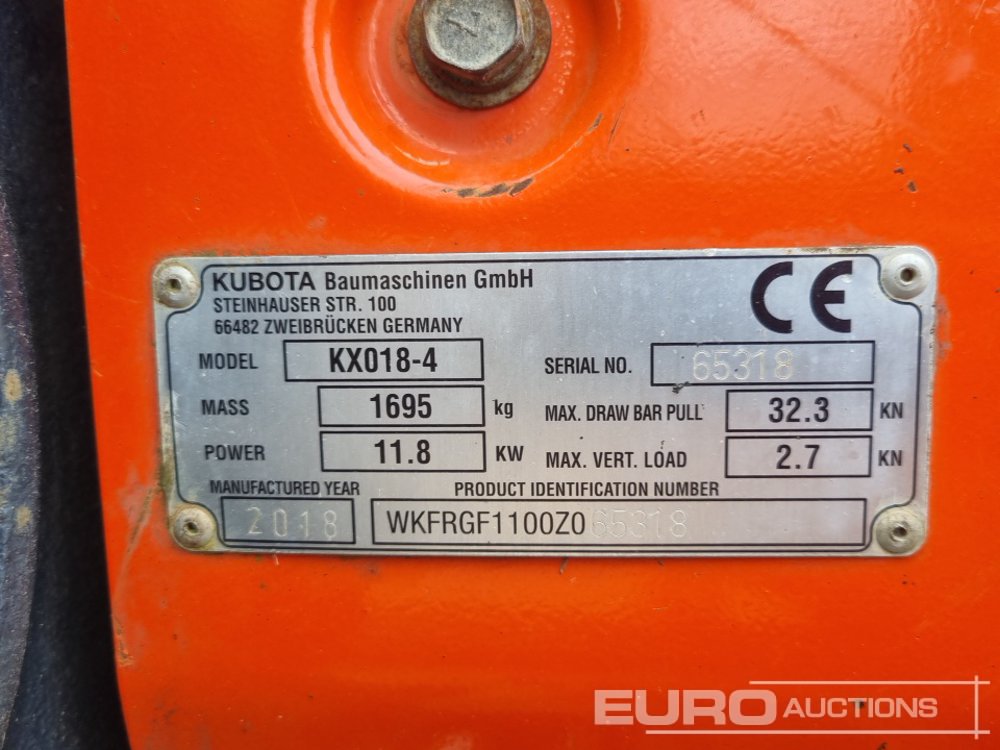 KUBOTA Baumaschinen GmbH
STEINHAUSER STR. 100
66482 ZWEIBRÜCKEN GERMANY
CE
MODEL KX018-4 SERIAL NO. 65318
MASS 1695 kg MAX. DRAW BAR PULL 32.3 KN
POWER 11.8 KW MAX. VERT. LOAD 2.7 KN
MANUFACTURED YEAR PRODUCT IDENTIFICATION NUMBER
2018 WKFRGF1100Z065318
EURO AUCTIONS